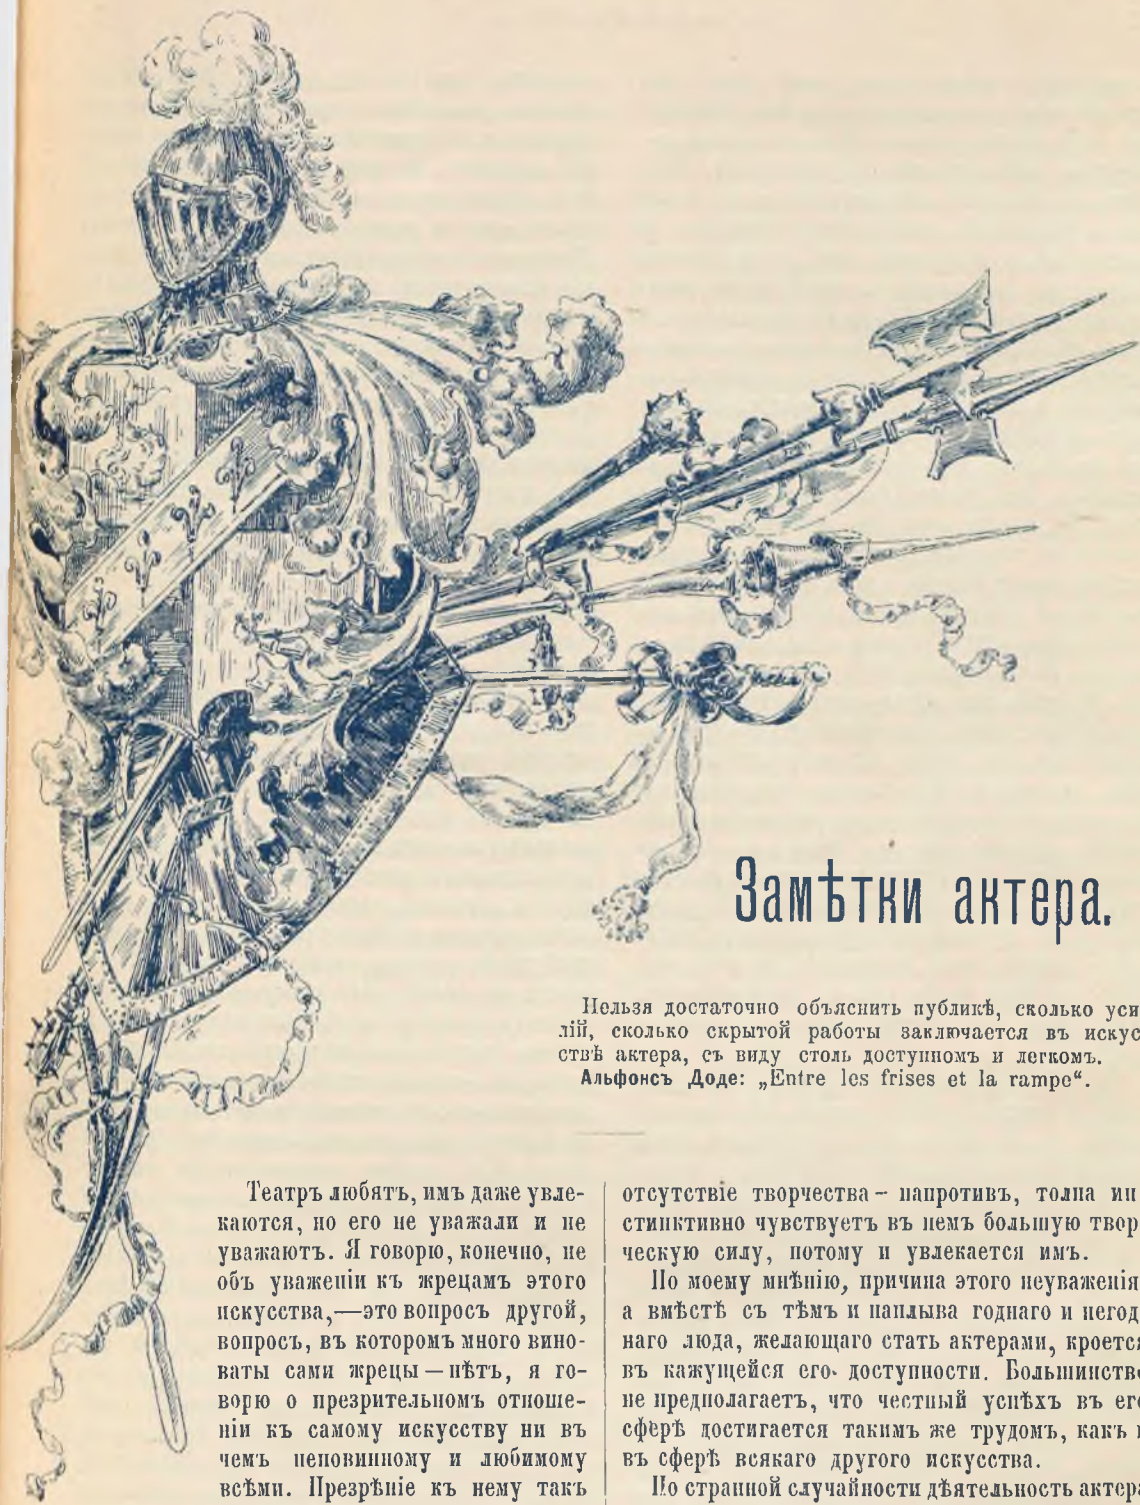 Замѣтки актера.
Нельзя достаточно объяснить публикѣ, сколько уси
лій, сколько скрытой работы заключается въ искус
ствѣ актера, съ виду столь доступномъ и легкомъ.
Альфонсъ Доде: „Entre les frises et la rampe“.
Театръ любятъ, имъ даже увле-
каются, но его не уважали и не
уважаютъ. Я говорю, конечно, не
объ уваженіи къ жрецамъ этого
искусства,—это вопросъ другой,
вопросъ, въ которомъ много вино-
ваты сами жрецы—нѣтъ, я го-
ворю о презрительномъ отноше-
ніи къ самому искусству ни въ
чемъ неповинному и любимому
всѣми. Презрѣніе къ нему такъ
отсутствіе творчества - напротивъ, толпа ин
стинктивно чувствуетъ въ немъ большую твор
ческую силу, потому и увлекается имъ.
По моему мнѣнію, причина этого неуваженія
а вмѣстѣ съ тѣмъ и наплыва годнаго и негод
наго люда, желающаго стать актерами, кроется
въ кажущейся его доступности. Большинств
не предполагаетъ, что честный успѣхъ въ ег
сферѣ достигается такимъ же трудомъ, какъ
въ сферѣ всякаго другого искусства.
По странной случайности дѣятельность актера